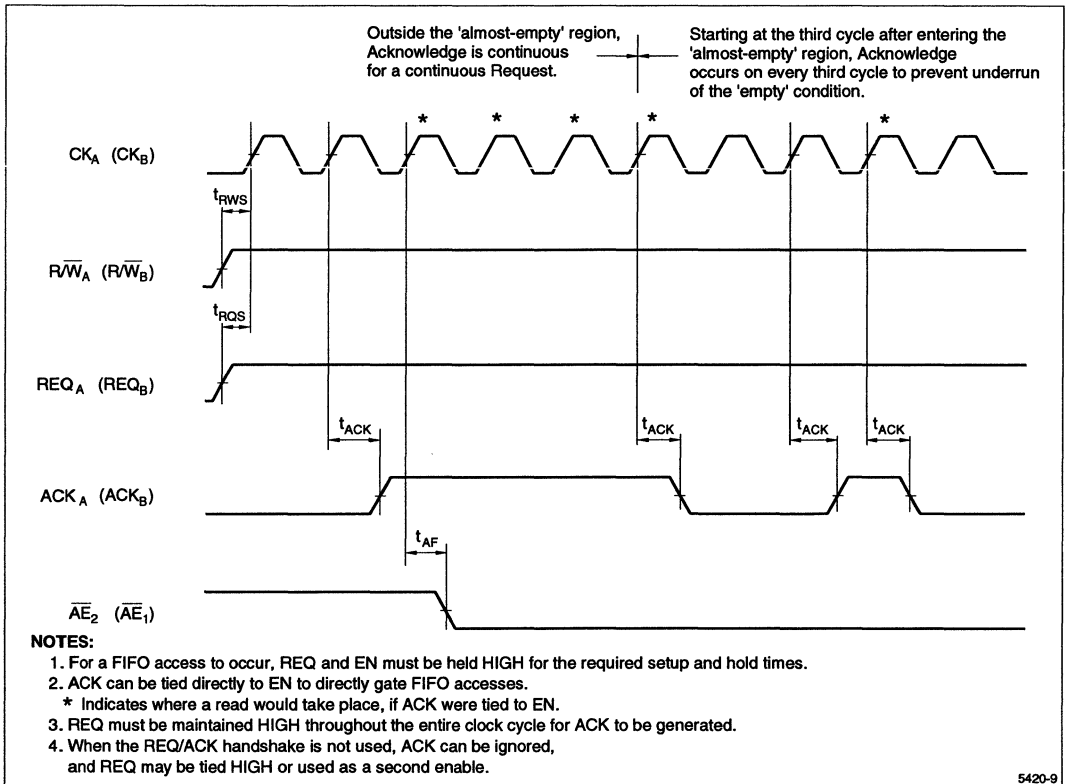 Outside the 'almost-empty' region,
Acknowledge is continuous
for a continuous Request.
Starting at the third cycle after entering the
'almost-empty' region, Acknowledge
occurs on every third cycle to prevent underrun
of the 'empty' condition.
* * * * *
CKA (CKB)
tRWS
R/W̅A (R/W̅B)
tRQS
REQA (REQB)
tACK tACK tACK tACK
ACKA (ACKB)
tAF
A̅E̅2 (A̅E̅1)
NOTES:
1. For a FIFO access to occur, REQ and EN must be held HIGH for the required setup and hold times.
2. ACK can be tied directly to EN to directly gate FIFO accesses.
* Indicates where a read would take place, if ACK were tied to EN.
3. REQ must be maintained HIGH throughout the entire clock cycle for ACK to be generated.
4. When the REQ/ACK handshake is not used, ACK can be ignored,
and REQ may be tied HIGH or used as a second enable.
5420-9